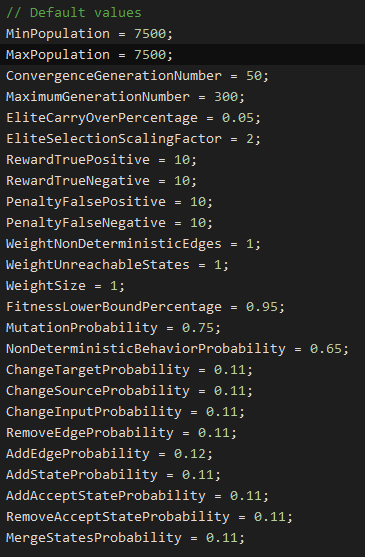 // Default values
MinPopulation = 7500;
MaxPopulation = 7500;
ConvergenceGenerationNumber = 50;
MaximumGenerationNumber = 300;
EliteCarryOverPercentage = 0.05;
EliteSelectionScalingFactor = 2;
RewardTruePositive = 10;
RewardTrueNegative = 10;
PenaltyFalsePositive = 10;
PenaltyFalseNegative = 10;
WeightNonDeterministicEdges = 1;
WeightUnreachableStates = 1;
WeightSize = 1;
FitnessLowerBoundPercentage = 0.95;
MutationProbability = 0.75;
NonDeterministicBehaviorProbability = 0.65;
ChangeTargetProbability = 0.11;
ChangeSourceProbability = 0.11;
ChangeInputProbability = 0.11;
RemoveEdgeProbability = 0.11;
AddEdgeProbability = 0.12;
AddStateProbability = 0.11;
AddAcceptStateProbability = 0.11;
RemoveAcceptStateProbability = 0.11;
MergeStatesProbability = 0.11;